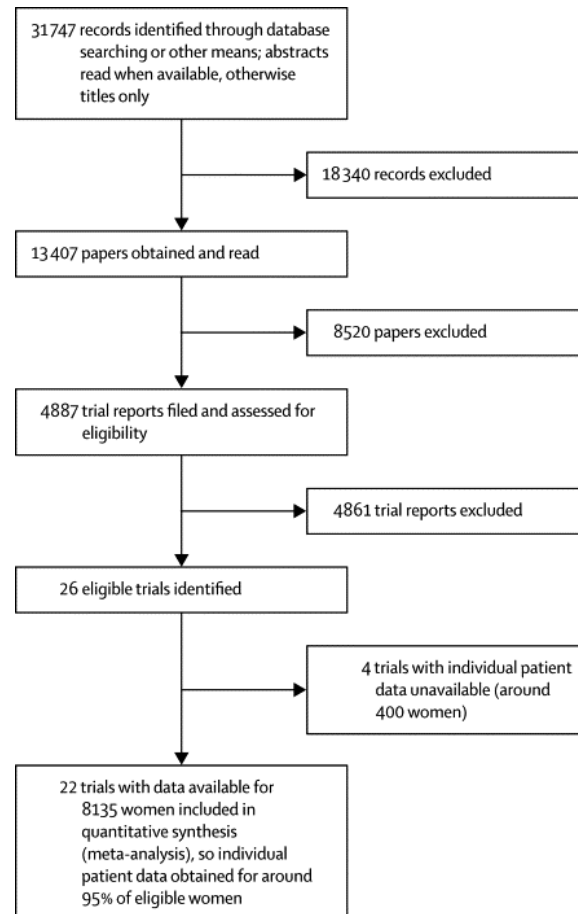 31747 records identified through database
searching or other means; abstracts
read when available, otherwise
titles only
18340 records excluded
13407 papers obtained and read
8520 papers excluded
4887 trial reports filed and assessed for
eligibility
4861 trial reports excluded
26 eligible trials identified
4 trials with individual patient
data unavailable (around
400 women)
22 trials with data available for
8135 women included in
quantitative synthesis
(meta-analysis), so individual
patient data obtained for around
95% of eligible women